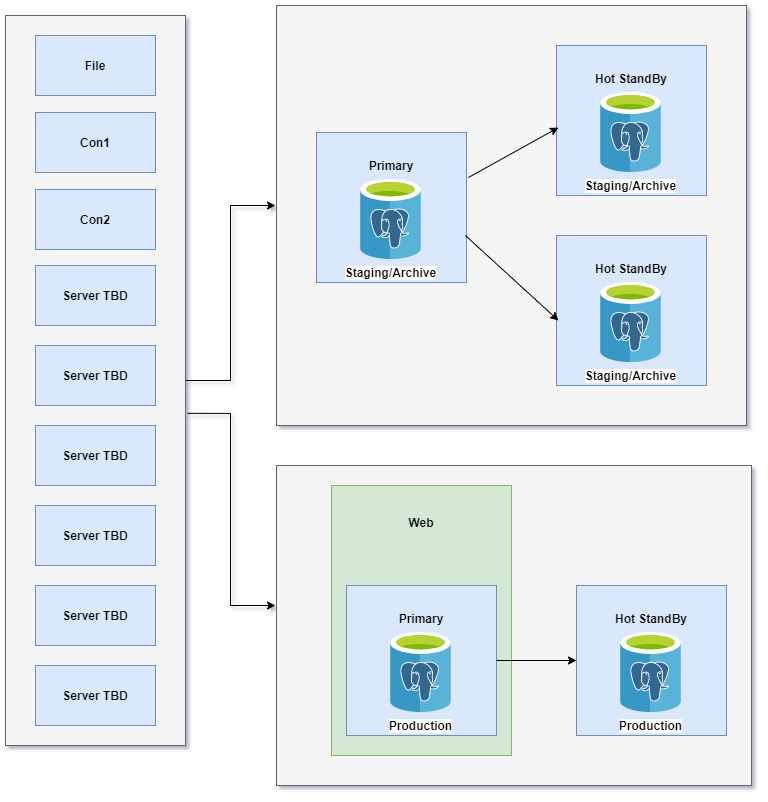 File
Con1
Con2
Server TBD
Server TBD
Server TBD
Server TBD
Server TBD
Server TBD
Primary
Staging/Archive
Hot StandBy
Staging/Archive
Hot StandBy
Staging/Archive
Web
Primary
Production
Hot StandBy
Production